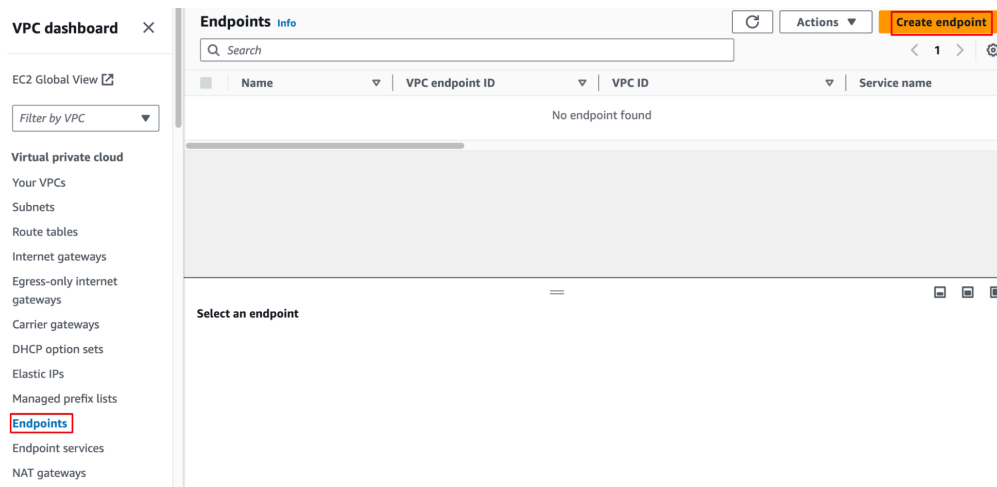 VPC dashboard
EC2 Global View
Filter by VPC
Virtual private cloud
Your VPCs
Subnets
Route tables
Internet gateways
Egress-only internet
gateways
Carrier gateways
DHCP option sets
Elastic IPs
Managed prefix lists
Endpoints
Endpoint services
NAT gateways
Endpoints Info
Actions
Create endpoint
Search
1
Name VPC endpoint ID VPC ID Service name
No endpoint found
Select an endpoint